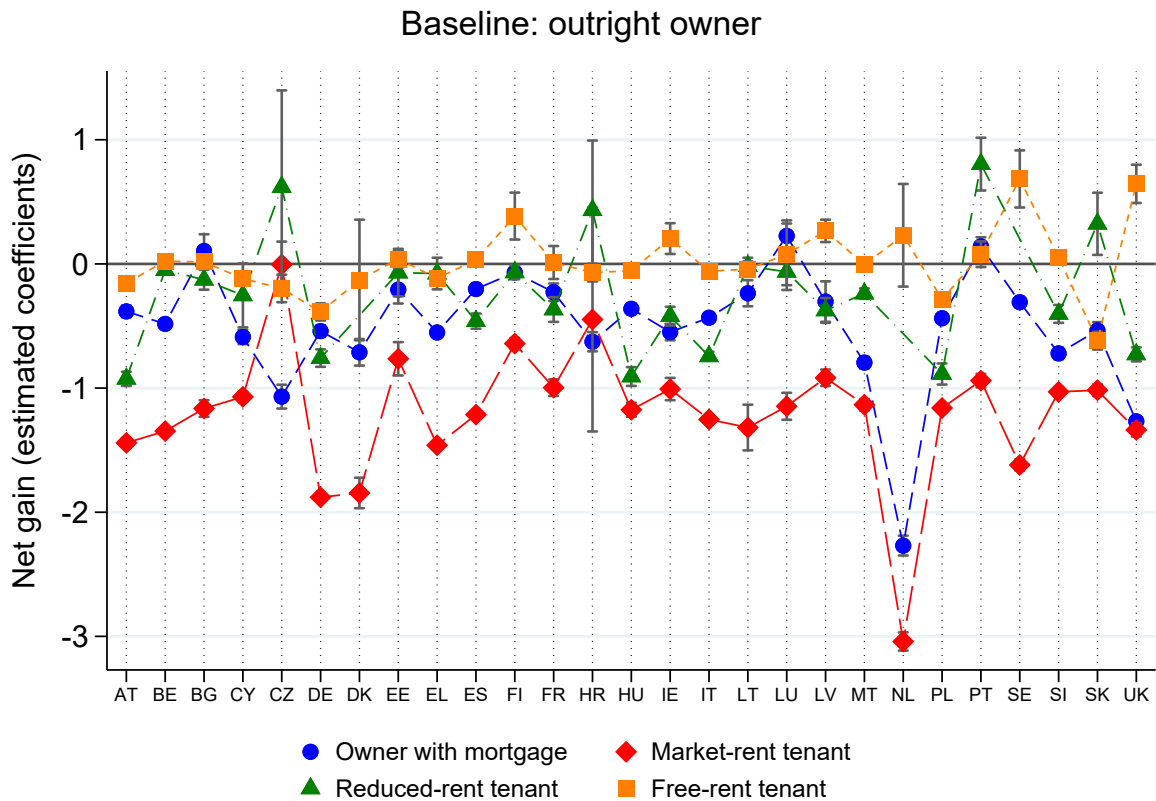 Baseline: outright owner
Net gain (estimated coefficients)
1
0
-1
-2
-3
AT BE BG CY CZ DE DK EE EL ES FI FR HR HU IE IT LT LU LV MT NL PL PT SE SI SK UK
Owner with mortgage Market-rent tenant
Reduced-rent tenant Free-rent tenant